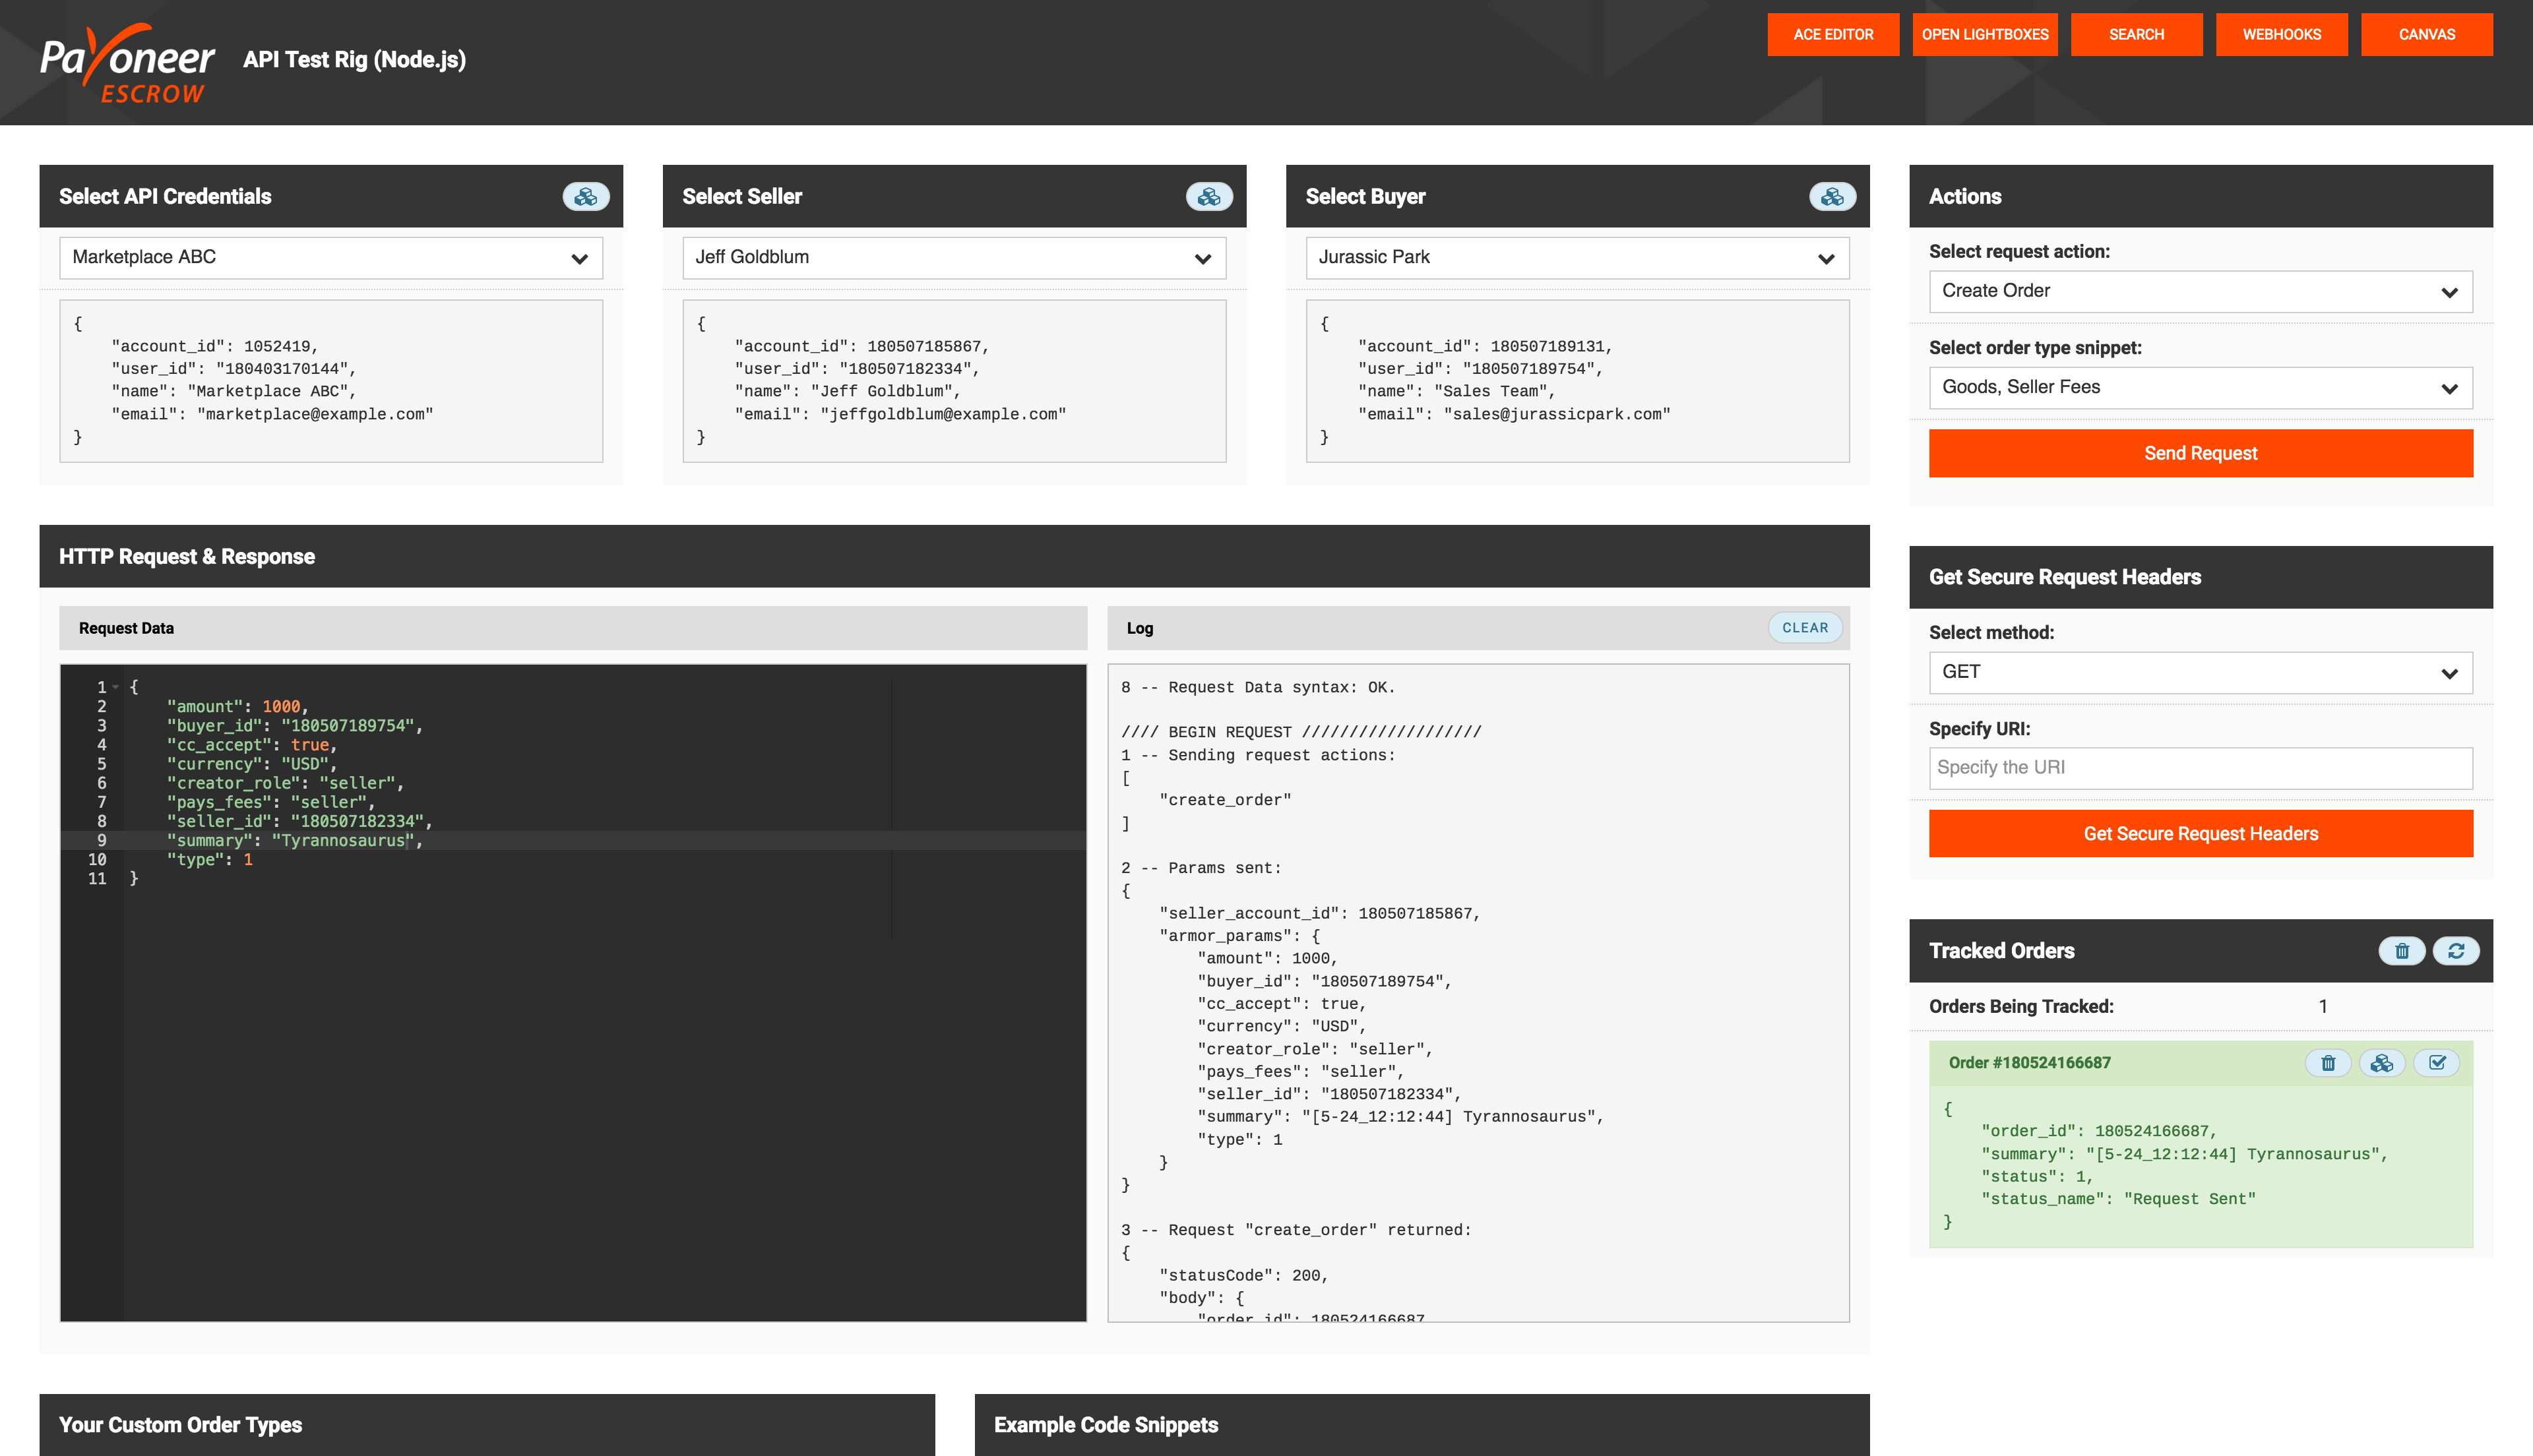 Payoneer
ESCROW
API Test Rig (Node.js)
ACE EDITOR
OPEN LIGHTBOXES
SEARCH
WEBHOOKS
CANVAS
Select API Credentials
Marketplace ABC
{
    "account_id": 1052419,
    "user_id": "180403170144",
    "name": "Marketplace ABC",
    "email": "marketplace@example.com"
}
Select Seller
Jeff Goldblum
{
    "account_id": 180507185867,
    "user_id": "180507182334",
    "name": "Jeff Goldblum",
    "email": "jeffgoldblum@example.com"
}
Select Buyer
Jurassic Park
{
    "account_id": 180507189131,
    "user_id": "180507189754",
    "name": "Sales Team",
    "email": "sales@jurassicpark.com"
}
Actions
Select request action:
Create Order
Select order type snippet:
Goods, Seller Fees
Send Request
HTTP Request & Response
Request Data
1 {
2     "amount": 1000,
3     "buyer_id": "180507189754",
4     "cc_accept": true,
5     "currency": "USD",
6     "creator_role": "seller",
7     "pays_fees": "seller",
8     "seller_id": "180507182334",
9     "summary": "Tyrannosaurus",
10     "type": 1
11 }
Log
CLEAR
8 -- Request Data syntax: OK.
//// BEGIN REQUEST ///////////////////
1 -- Sending request actions:
[
    "create_order"
]
2 -- Params sent:
{
    "seller_account_id": 180507185867,
    "armor_params": {
        "amount": 1000,
        "buyer_id": "180507189754",
        "cc_accept": true,
        "currency": "USD",
        "creator_role": "seller",
        "pays_fees": "seller",
        "seller_id": "180507182334",
        "summary": "[5-24_12:12:44] Tyrannosaurus",
        "type": 1
    }
}
3 -- Request "create_order" returned:
{
    "statusCode": 200,
    "body": {
        "order_id": 180524166687
Get Secure Request Headers
Select method:
GET
Specify URI:
Specify the URI
Get Secure Request Headers
Tracked Orders
Orders Being Tracked: 1
Order #180524166687
{
    "order_id": 180524166687,
    "summary": "[5-24_12:12:44] Tyrannosaurus",
    "status": 1,
    "status_name": "Request Sent"
}
Your Custom Order Types
Example Code Snippets